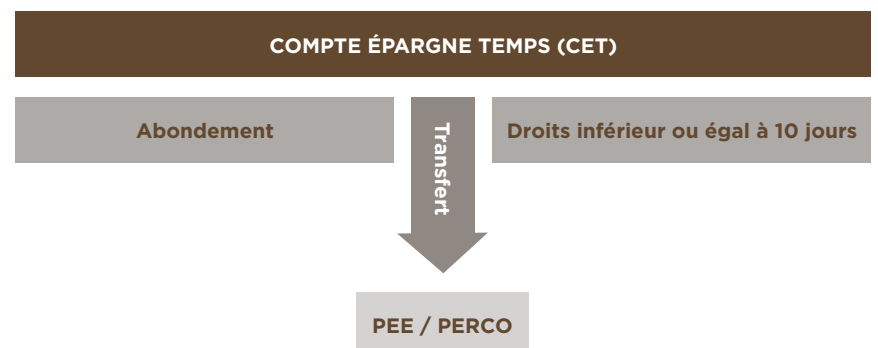 COMPTE ÉPARGNE TEMPS (CET)
Abondement
Transfert
Droits inférieur ou égal à 10 jours
PEE / PERCO